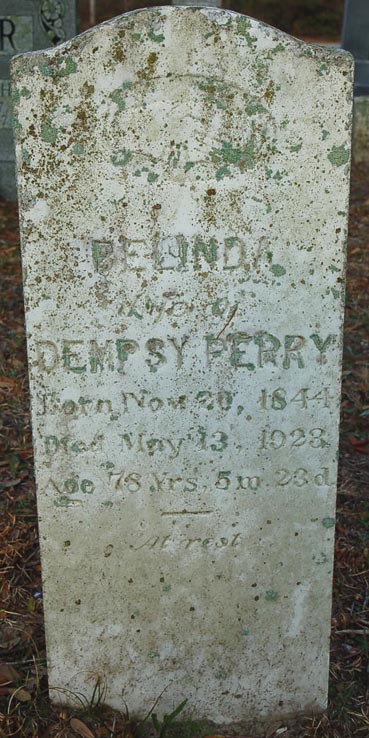 BELINDA
Wife of
DEMPSY PERRY
Born Nov. 20, 1844
Died May 13, 1923
Age 78 Yrs. 5 m. 23 d.
At rest